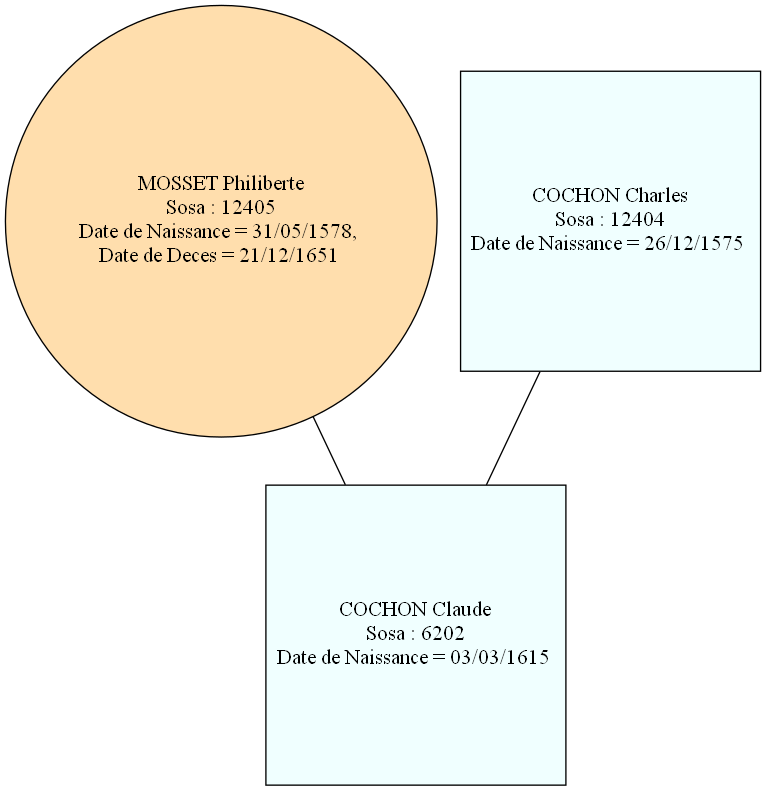 MOSSET Philiberte
Sosa : 12405
Date de Naissance = 31/05/1578,
Date de Deces = 21/12/1651
COCHON Charles
Sosa : 12404
Date de Naissance = 26/12/1575
COCHON Claude
Sosa : 6202
Date de Naissance = 03/03/1615